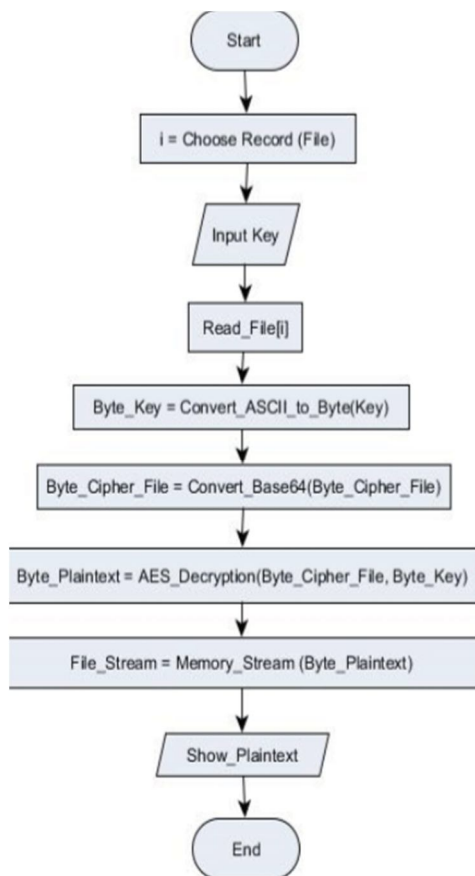 Start
i = Choose Record (File)
Input Key
Read_File[i]
Byte_Key = Convert_ASCII_to_Byte(Key)
Byte_Cipher_File = Convert_Base64(Byte_Cipher_File)
Byte_Plaintext = AES_Decryption(Byte_Cipher_File, Byte_Key)
File_Stream = Memory_Stream (Byte_Plaintext)
Show_Plaintext
End